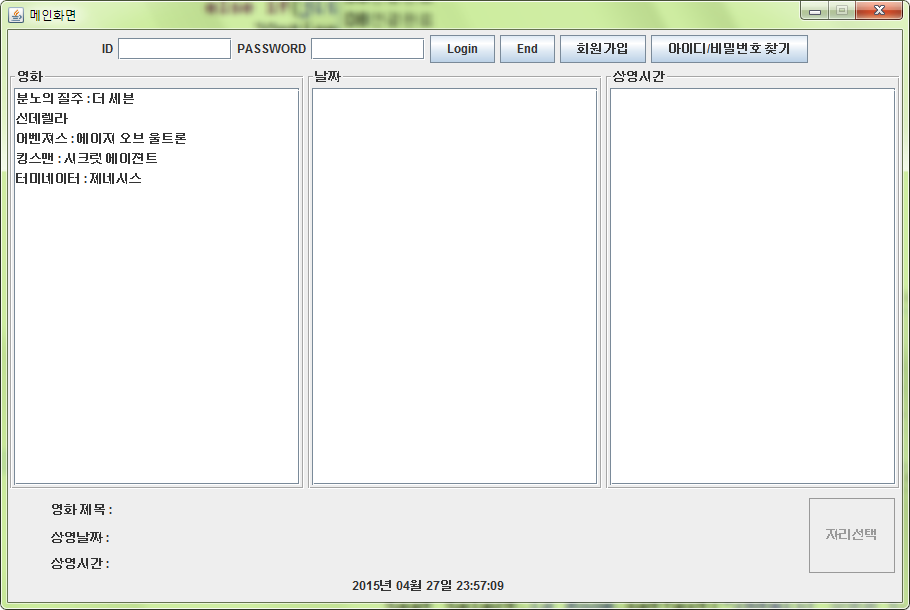 메인화면
ID PASSWORD Login End 회원가입 아이디/비밀번호 찾기
영화 날짜 상영시간
분노의 질주 : 더 세븐
신데렐라
어벤져스 : 에이지 오브 울트론
킹스맨 : 시크릿 에이전트
터미네이터 : 제네시스
영화 제목 :
상영날짜 :
상영시간 :
자리선택
2015년 04월 27일 23:57:09